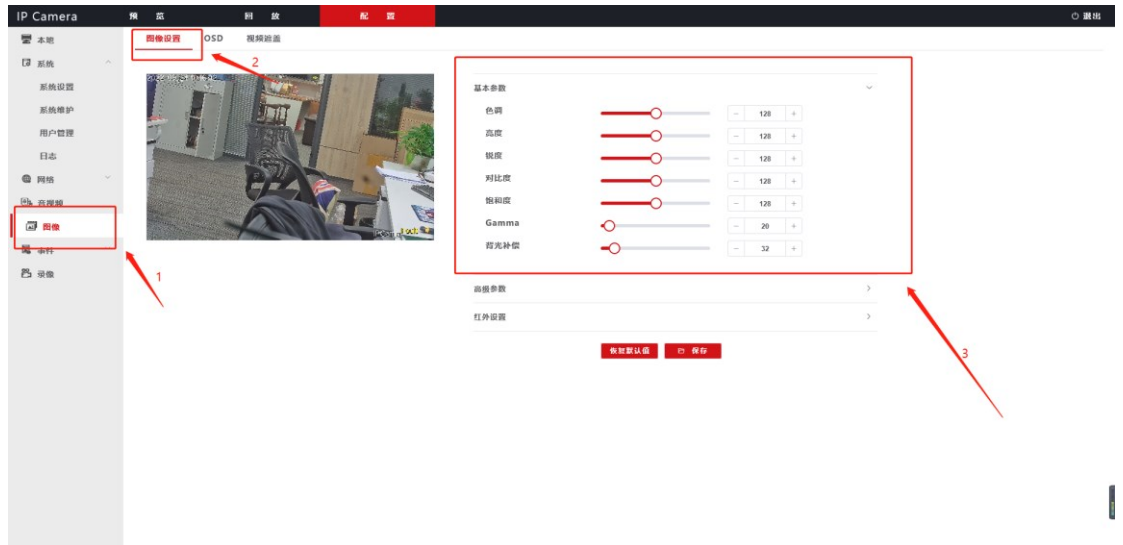 IP Camera
预 览
回 放
配 置
退出
本地
系统
系统设置
系统维护
用户管理
日志
网络
音视频
图像
事件
录像
图像设置
OSD
视频遮盖
1
2
3
基本参数
色调 128
亮度 128
锐度 128
对比度 128
饱和度 128
Gamma 20
背光补偿 32
高级参数
红外设置
恢复默认值
保存